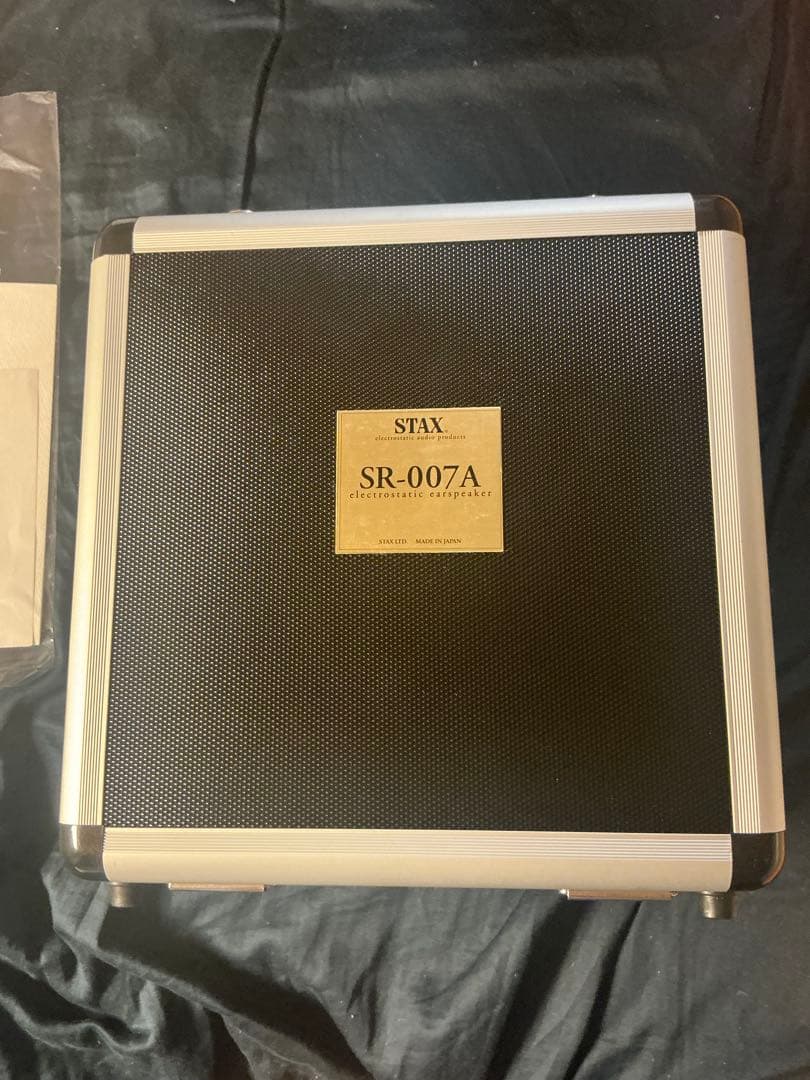 STAX
electrostatic audio products
SR-007A
electrostatic earspeaker
STAX LTD. MADE IN JAPAN